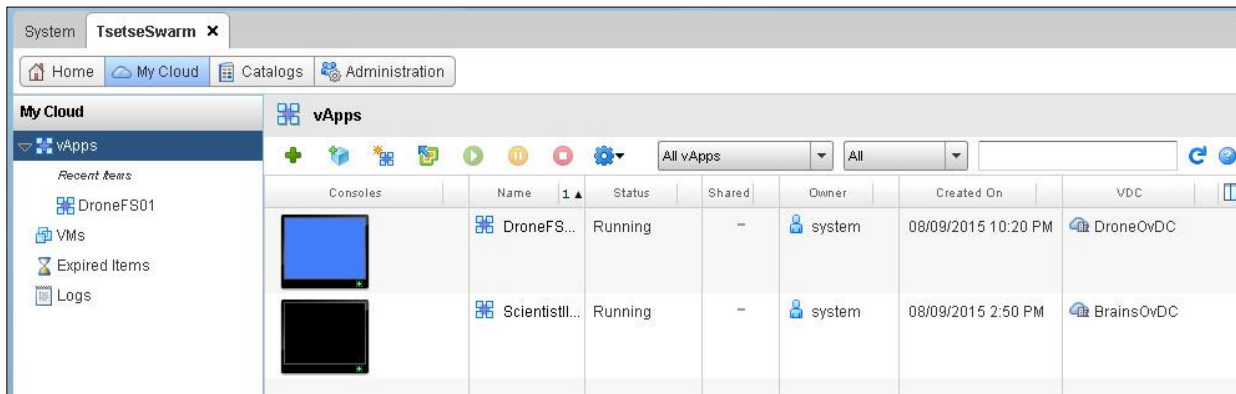 System TsetseSwarm ×
Home My Cloud Catalogs Administration
My Cloud
vApps
Recent Items
DroneFS01
VMs
Expired Items
Logs
vApps
All vApps All
Consoles Name 1 Status Shared Owner Created On VDC
DroneFS... Running – system 08/09/2015 10:20 PM DroneOvDC
ScientistII... Running – system 08/09/2015 2:50 PM BrainsOvDC